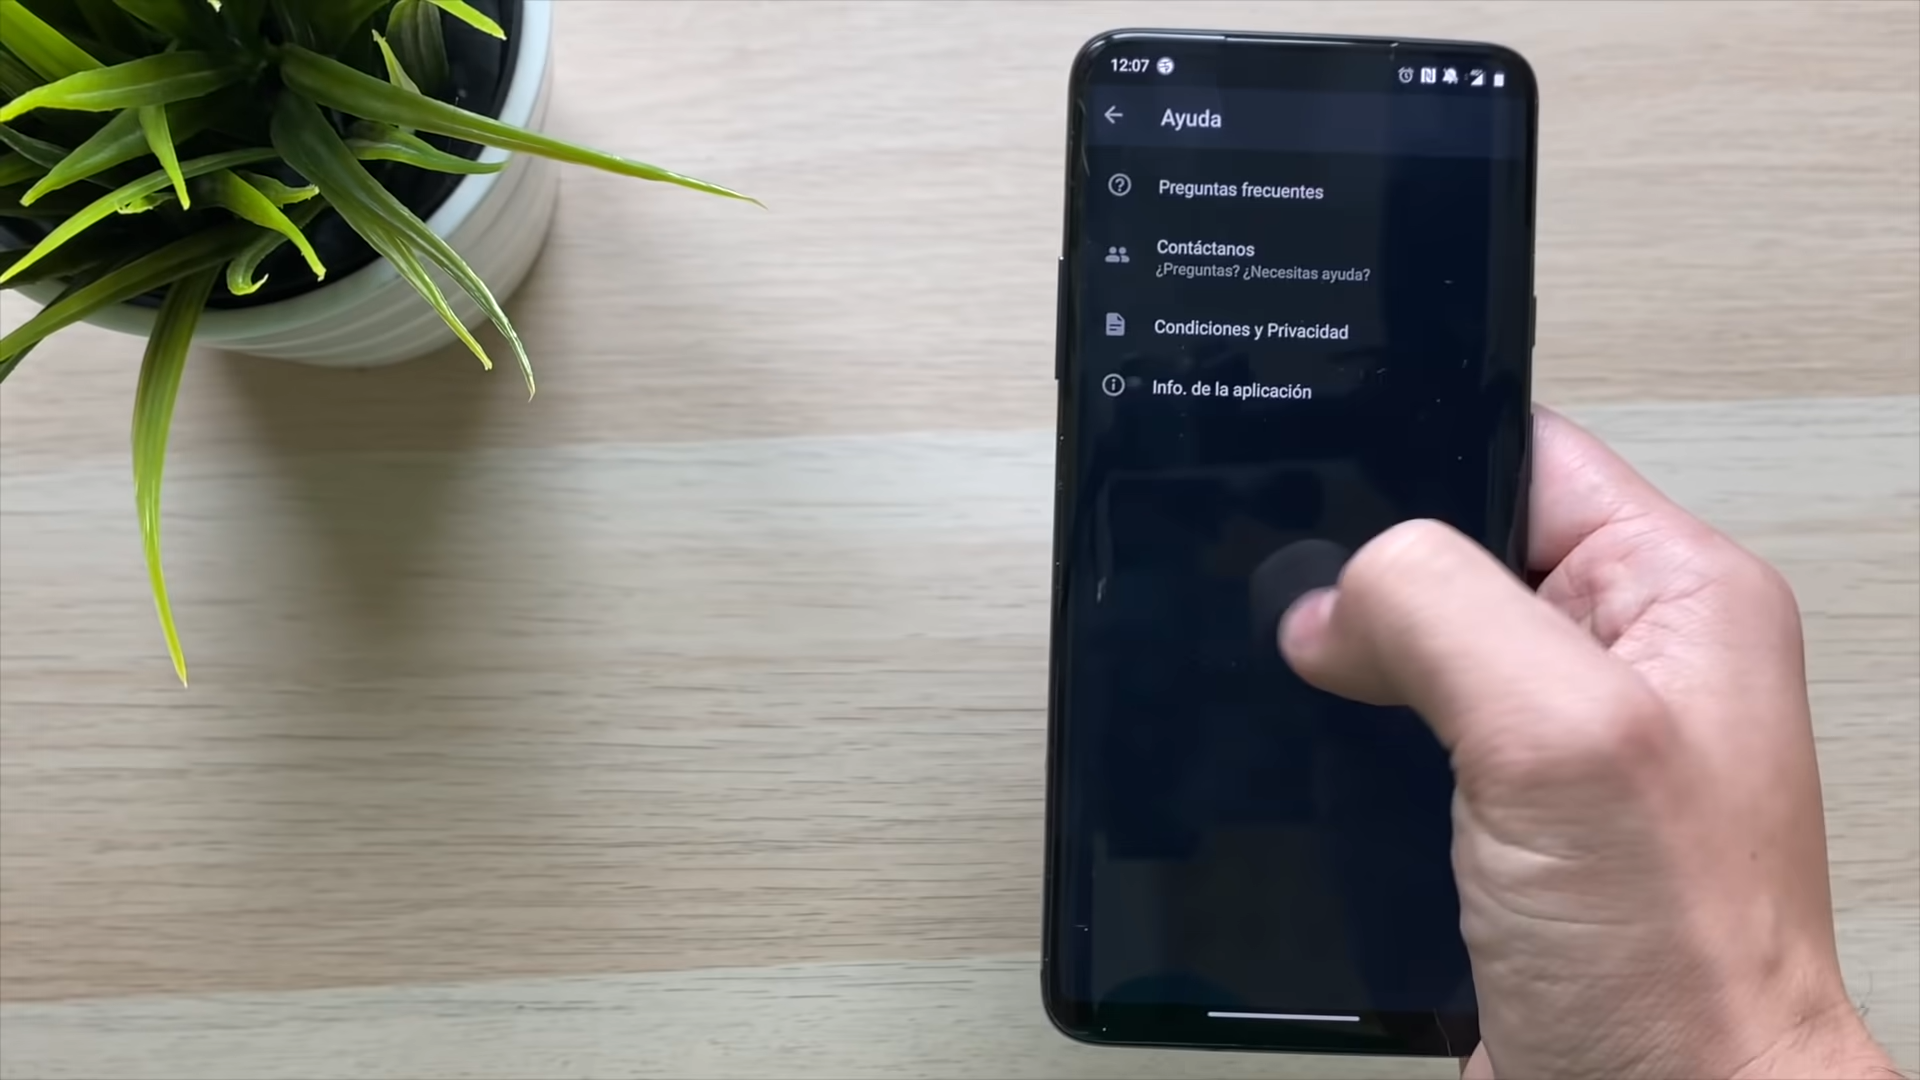 12:07
Ayuda
Preguntas frecuentes
Contáctanos
¿Preguntas? ¿Necesitas ayuda?
Condiciones y Privacidad
Info. de la aplicación